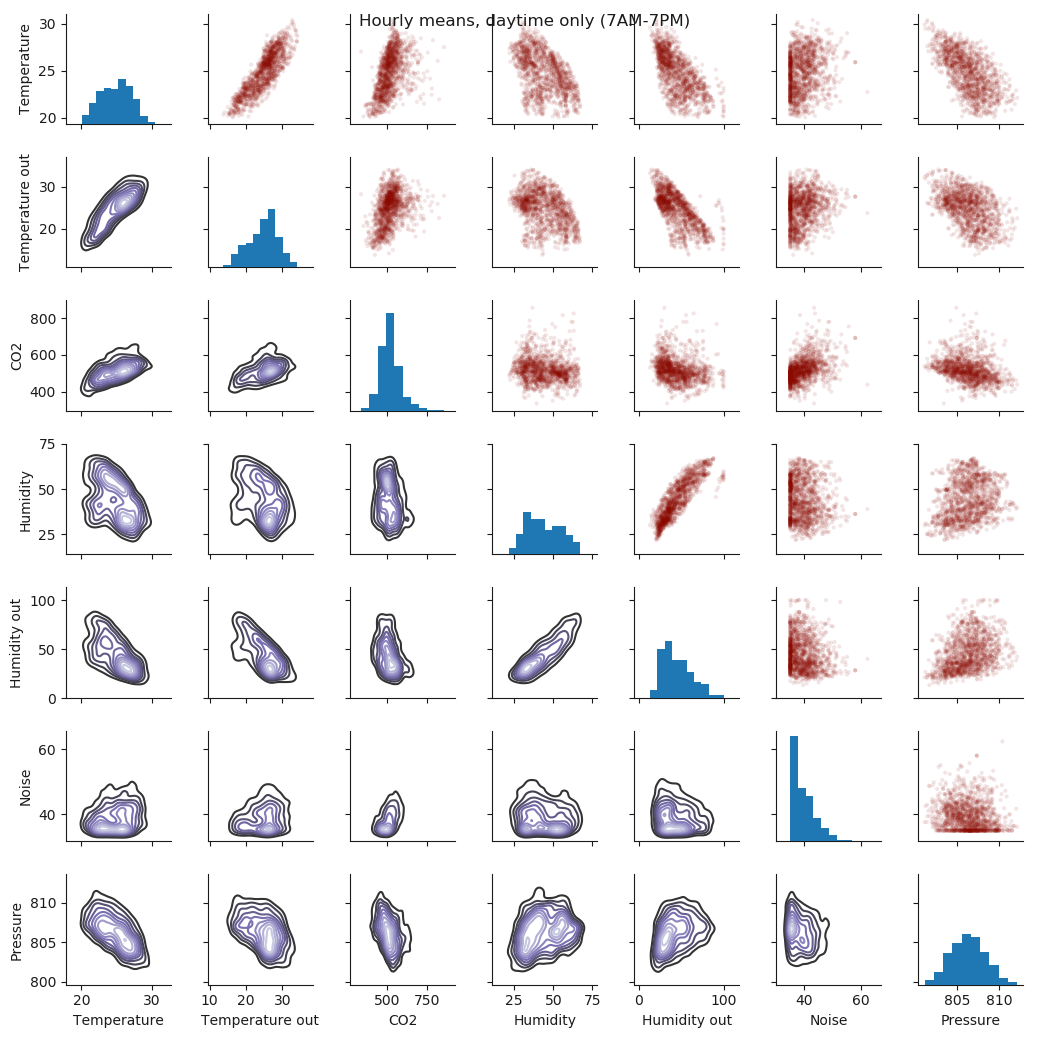 Hourly means, daytime only (7AM-7PM)
Temperature
30
25
20
Temperature out
30
20
CO2
800
600
400
Humidity
75
50
25
Humidity out
100
50
0
Noise
60
40
Pressure
810
805
800
20 30 10 20 30 500 750 25 50 75 0 100 40 60 805 810
Temperature Temperature out CO2 Humidity Humidity out Noise Pressure